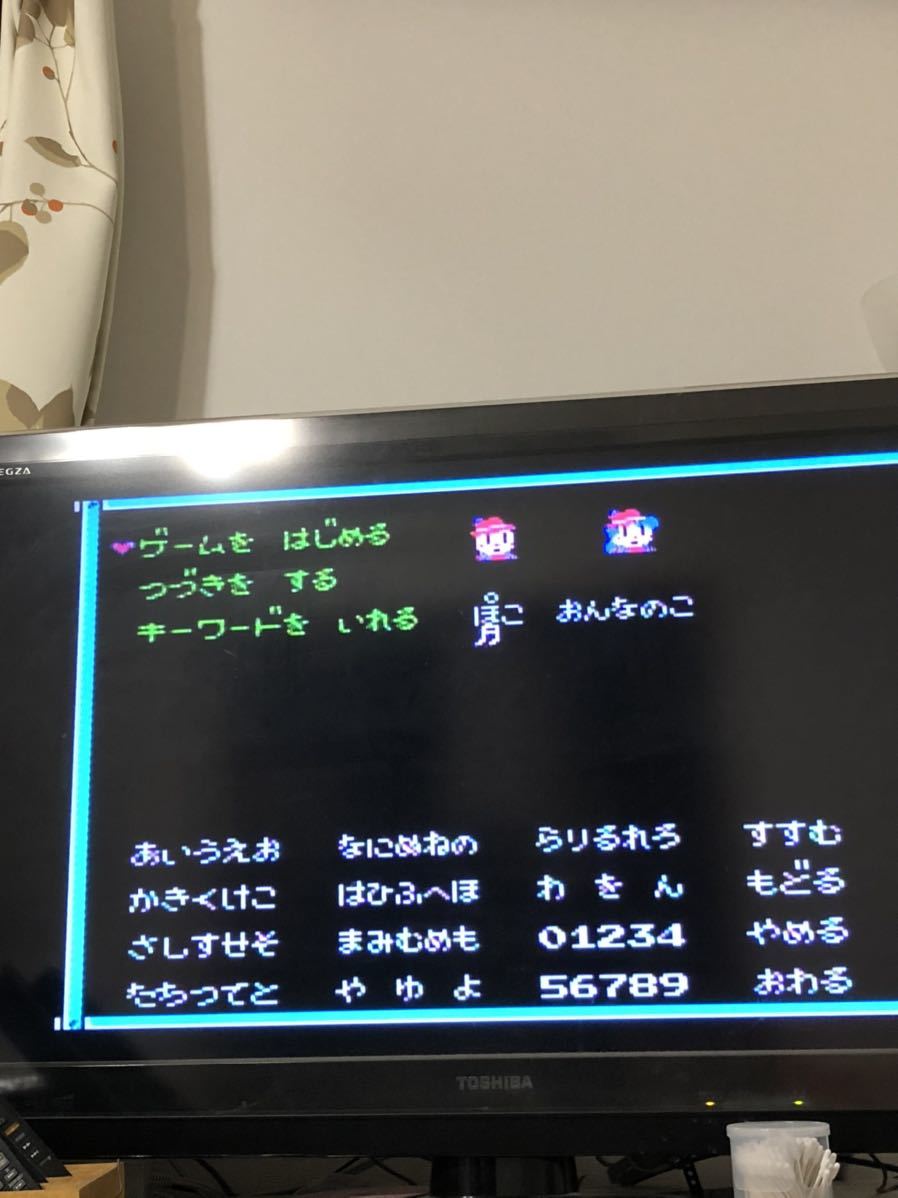 EGZA
ゲームを はじめる
つづきを する
キーワードを いれる
おんなのこ
あいうえお なにぬねの らりるれろ すすむ
かきくけこ はひふへほ わ を ん もどる
さしすせそ まみむめも 01234 やめる
たちつてと や ゆ よ 56789 おわる
TOSHIBA